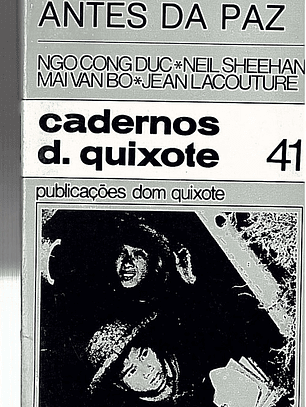 ANTES DA PAZ
NGO CONG DUC*NEIL SHEEHAN
MAI VAN BO*JEAN LACOUTURE
cadernos
d. quixote 41
publicações dom quixote